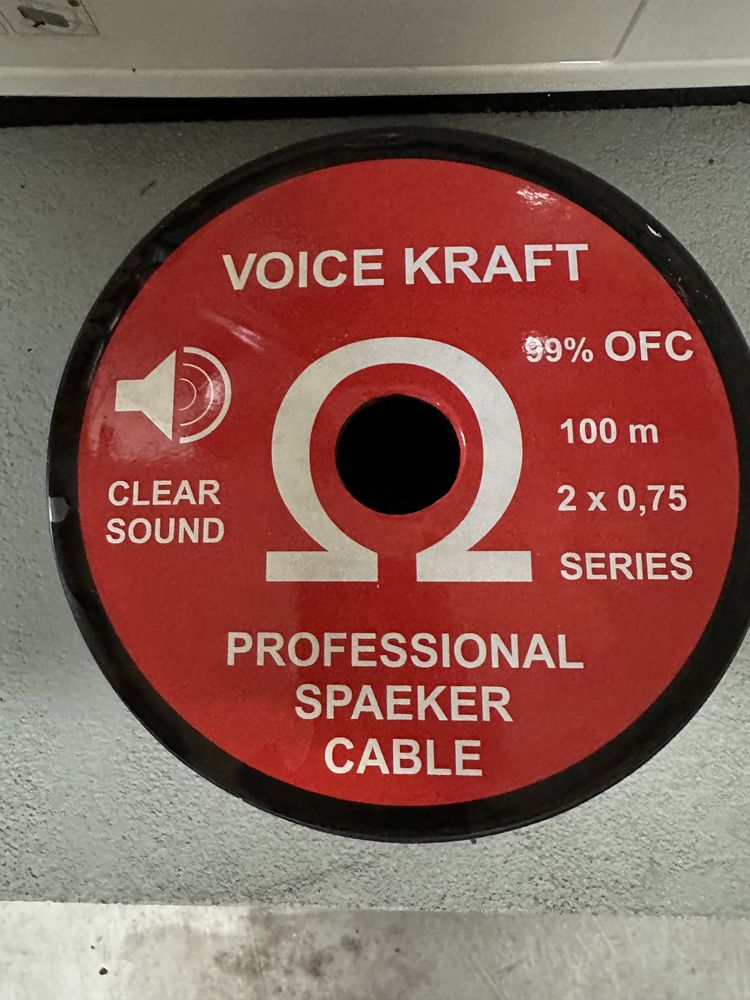 VOICE KRAFT
99% OFC
100 m
2 x 0,75
SERIES
CLEAR
SOUND
Ω
PROFESSIONAL
SPAEKER
CABLE